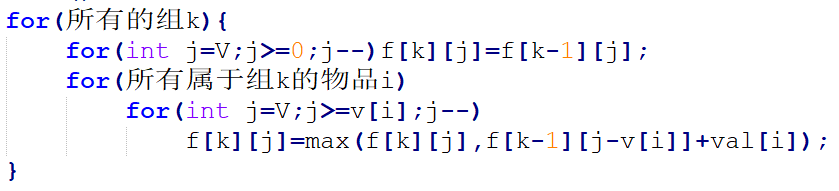 for(所有的组k){
    for(int j=V;j>=0;j--)f[k][j]=f[k-1][j];
    for(所有属于组k的物品i)
        for(int j=V;j>=v[i];j--)
            f[k][j]=max(f[k][j],f[k-1][j-v[i]]+val[i]);
}